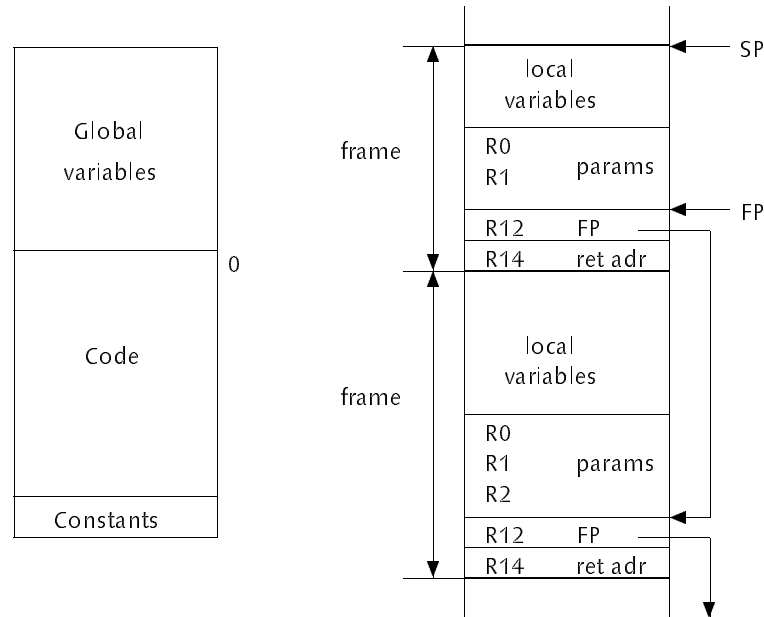 Global
variables
0
Code
Constants
SP
local
variables
frame
R0
R1 params
FP
R12 FP
R14 ret adr
local
variables
frame
R0
R1 params
R2
R12 FP
R14 ret adr